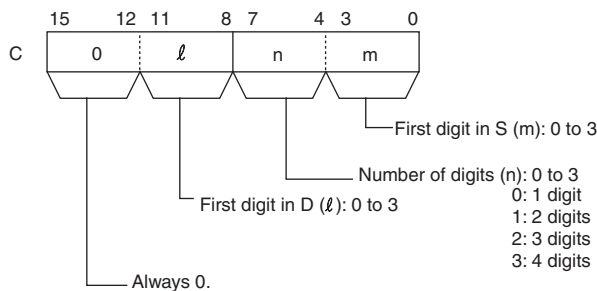 15 12 11 8 7 4 3 0
C 0 ℓ n m
First digit in S (m): 0 to 3
Number of digits (n): 0 to 3
0: 1 digit
1: 2 digits
2: 3 digits
3: 4 digits
First digit in D (ℓ): 0 to 3
Always 0.